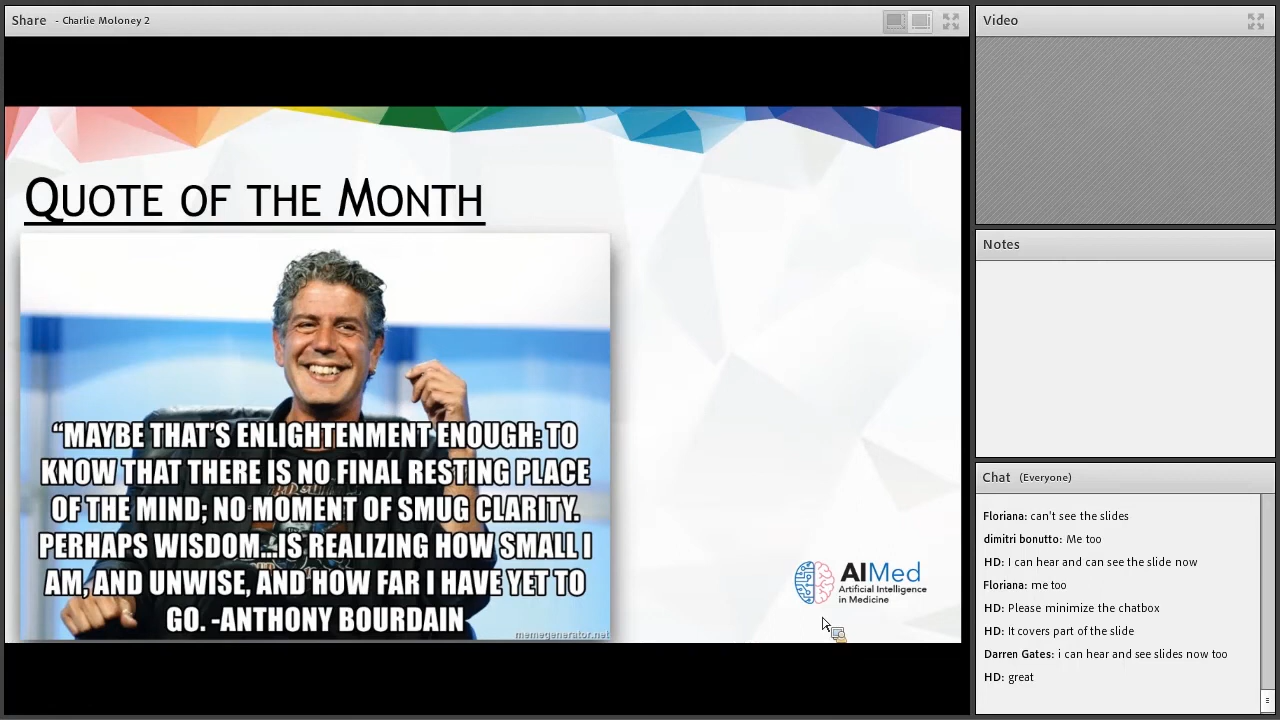 Share - Charlie Moloney 2
Video
QUOTE OF THE MONTH
“MAYBE THAT’S ENLIGHTENMENT ENOUGH: TO
KNOW THAT THERE IS NO FINAL RESTING PLACE
OF THE MIND; NO MOMENT OF SMUG CLARITY.
PERHAPS WISDOM...IS REALIZING HOW SMALL I
AM, AND UNWISE, AND HOW FAR I HAVE YET TO
GO. -ANTHONY BOURDAIN
memegenerator.net
AIMed
Artificial Intelligence
in Medicine
Notes
Chat (Everyone)
Floriana: can't see the slides
dimitri bonutto: Me too
HD: I can hear and can see the slide now
Floriana: me too
HD: Please minimize the chatbox
HD: It covers part of the slide
Darren Gates: i can hear and see slides now too
HD: great